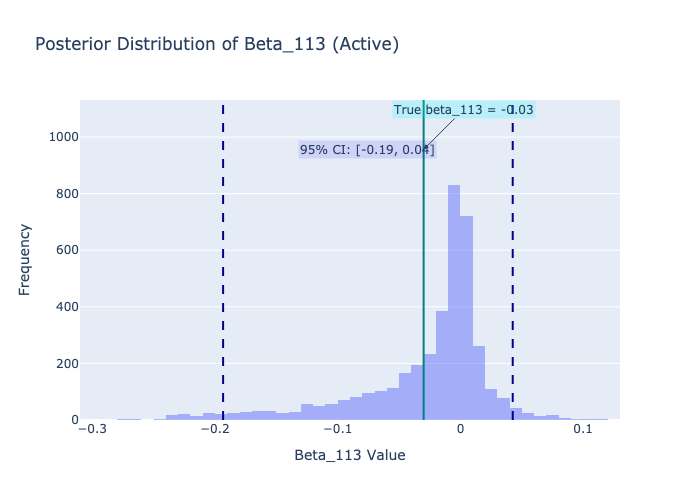 Posterior Distribution of Beta_113 (Active)
True beta_113 = -0.03
95% CI: [-0.19, 0.04]
Frequency
1000
800
600
400
200
0
−0.3
−0.2
−0.1
0
0.1
Beta_113 Value